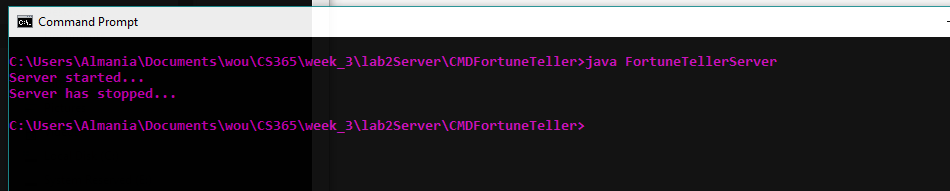 Command Prompt
C:\Users\Almania\Documents\wou\CS365\week_3\lab2Server\CMDFortuneTeller>java FortuneTellerServer
Server started...
Server has stopped...
C:\Users\Almania\Documents\wou\CS365\week_3\lab2Server\CMDFortuneTeller>